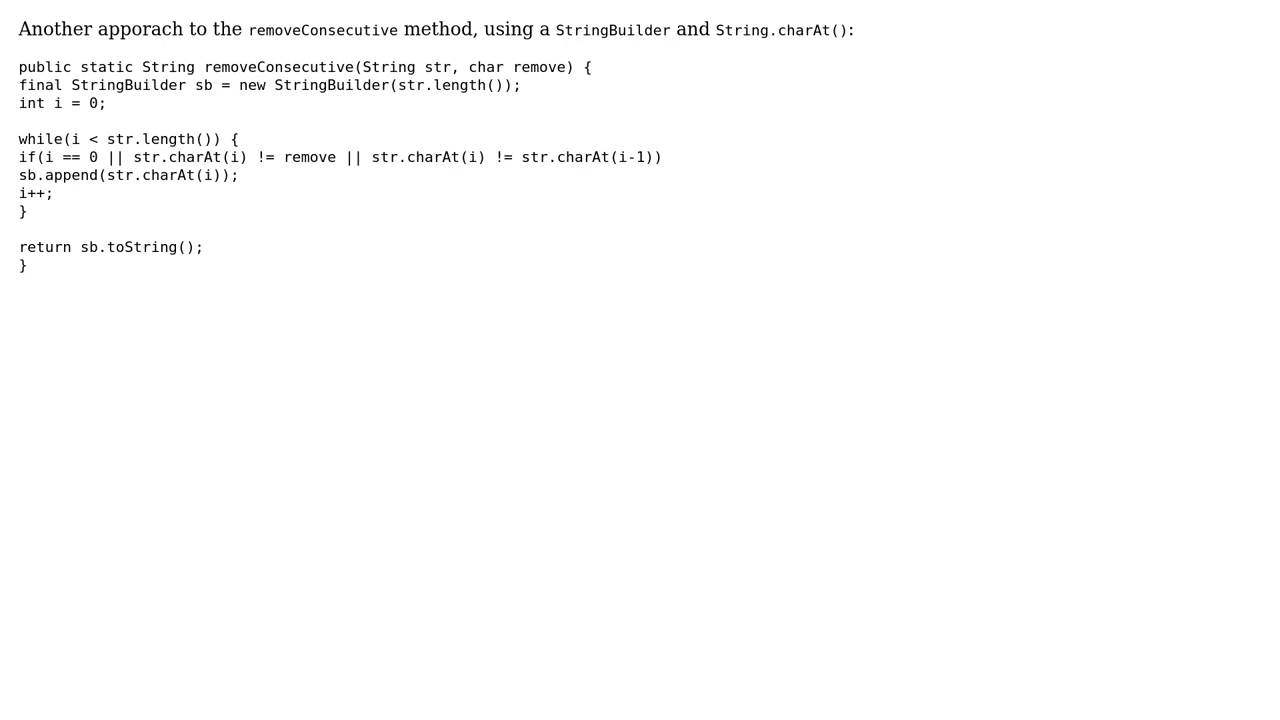 Another apporach to the removeConsecutive method, using a StringBuilder and String.charAt():
public static String removeConsecutive(String str, char remove) {
final StringBuilder sb = new StringBuilder(str.length());
int i = 0;
while(i < str.length()) {
if(i == 0 || str.charAt(i) != remove || str.charAt(i) != str.charAt(i-1))
sb.append(str.charAt(i));
i++;
}
return sb.toString();
}